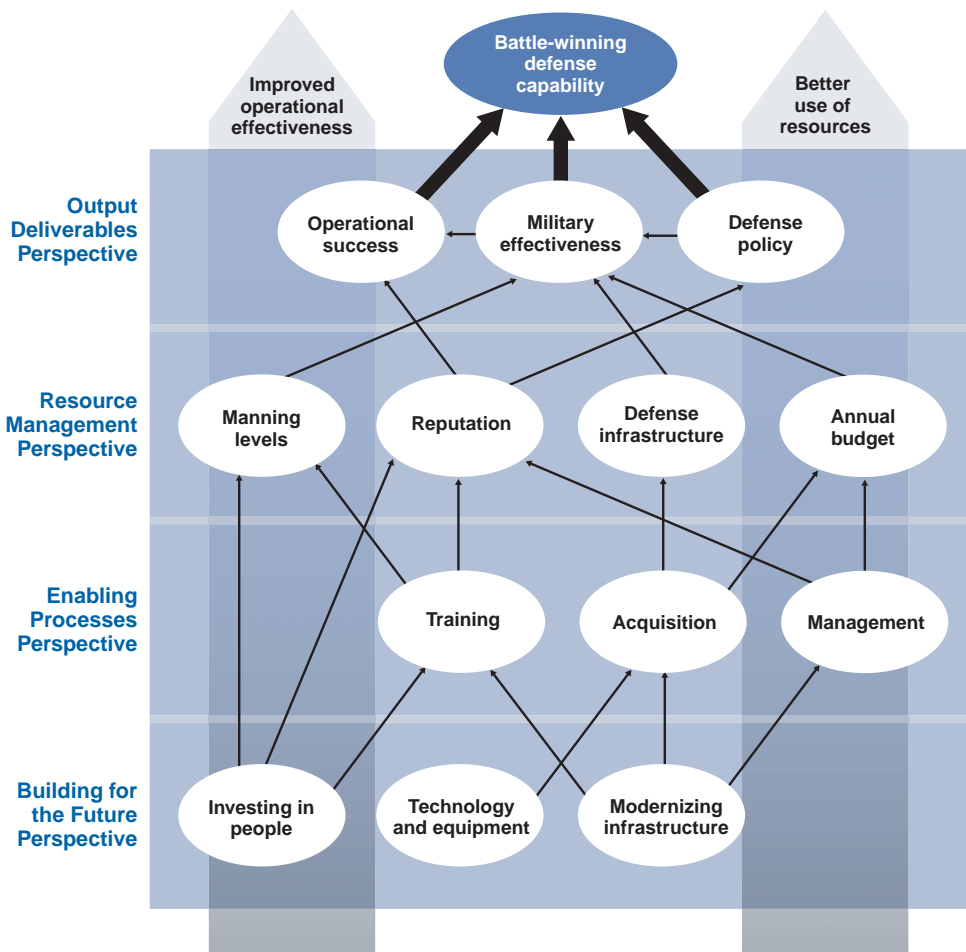 Battle-winning
defense
capability
Improved
operational
effectiveness
Better
use of
resources
Output
Deliverables
Perspective
Operational
success
Military
effectiveness
Defense
policy
Resource
Management
Perspective
Manning
levels
Reputation
Defense
infrastructure
Annual
budget
Enabling
Processes
Perspective
Training
Acquisition
Management
Building for
the Future
Perspective
Investing in
people
Technology
and equipment
Modernizing
infrastructure